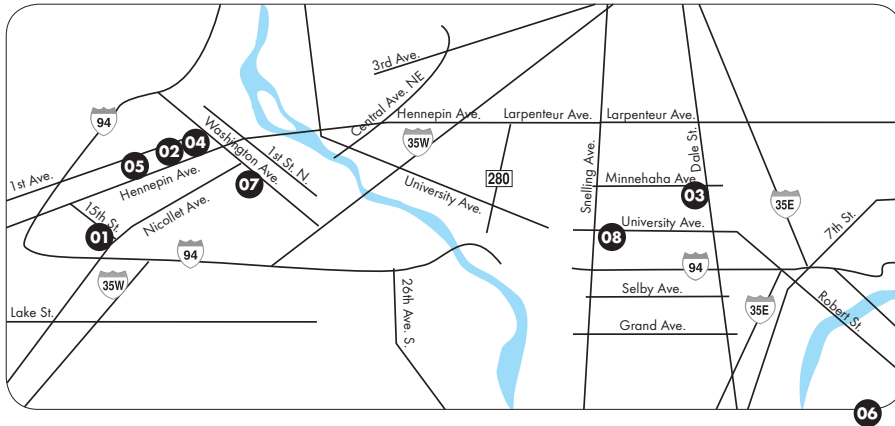 3rd Ave.
Central Ave. NE
94
Hennepin Ave.
Larpenteur Ave.
Larpenteur Ave.
35W
Washington Ave.
1st St. N.
04
02
05
1st Ave.
Hennepin Ave.
07
University Ave.
280
Snelling Ave.
Dale St.
Minnehaha Ave
03
35E
15th St.
Nicollet Ave.
01
94
University Ave.
08
7th St.
94
35W
26th Ave. S.
Selby Ave.
35E
Robert St.
Lake St.
Grand Ave.
06